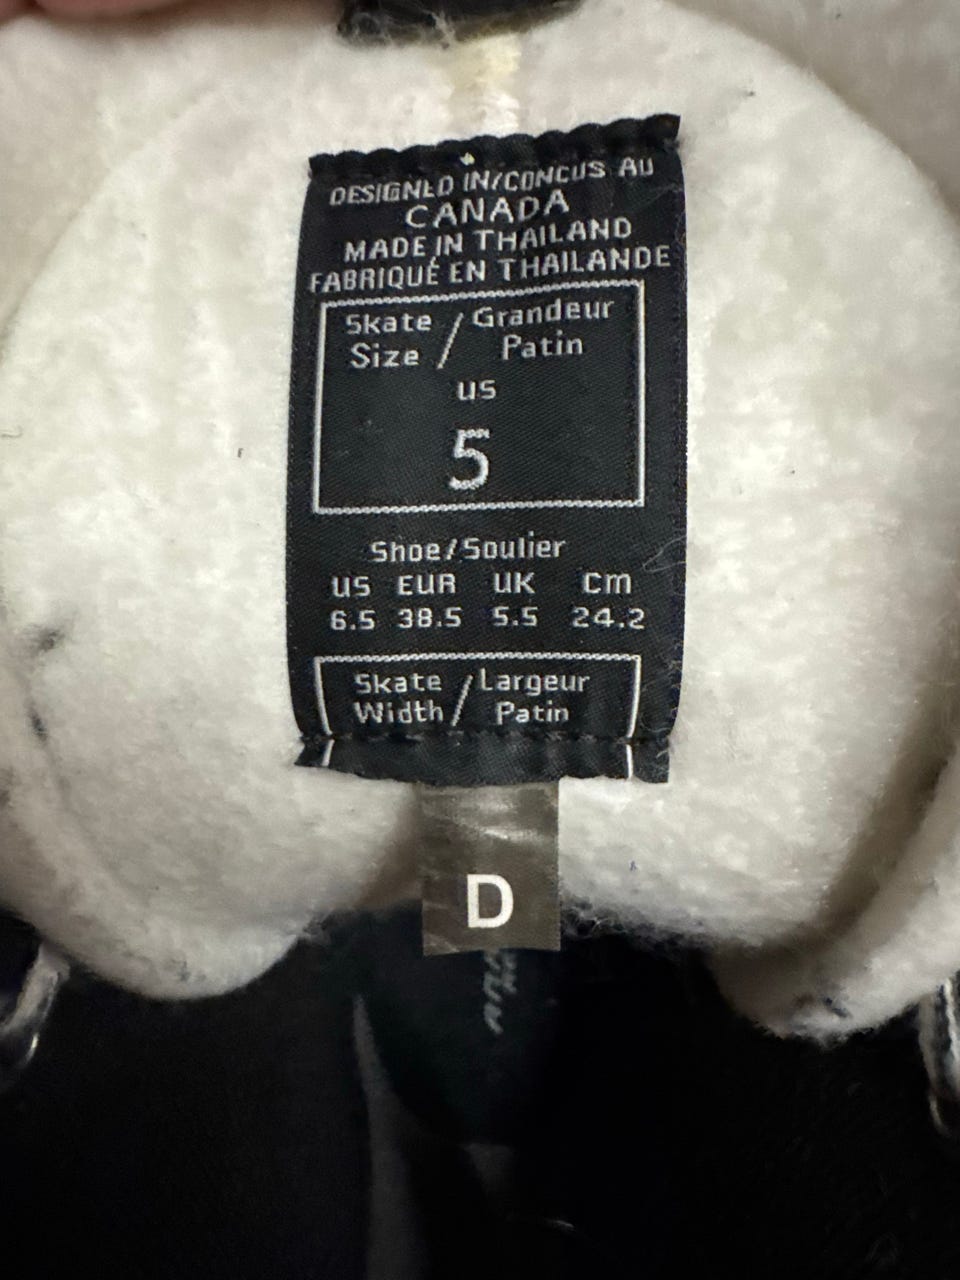 DESIGNED IN/CONCUS AU
CANADA
MADE IN THAILAND
FABRIQUÉ EN THAILANDE
Skate / Grandeur
Size / Patin
US
5
Shoe/Soulier
US EUR UK cm
6.5 38.5 5.5 24.2
Skate / Largeur
Width / Patin
D